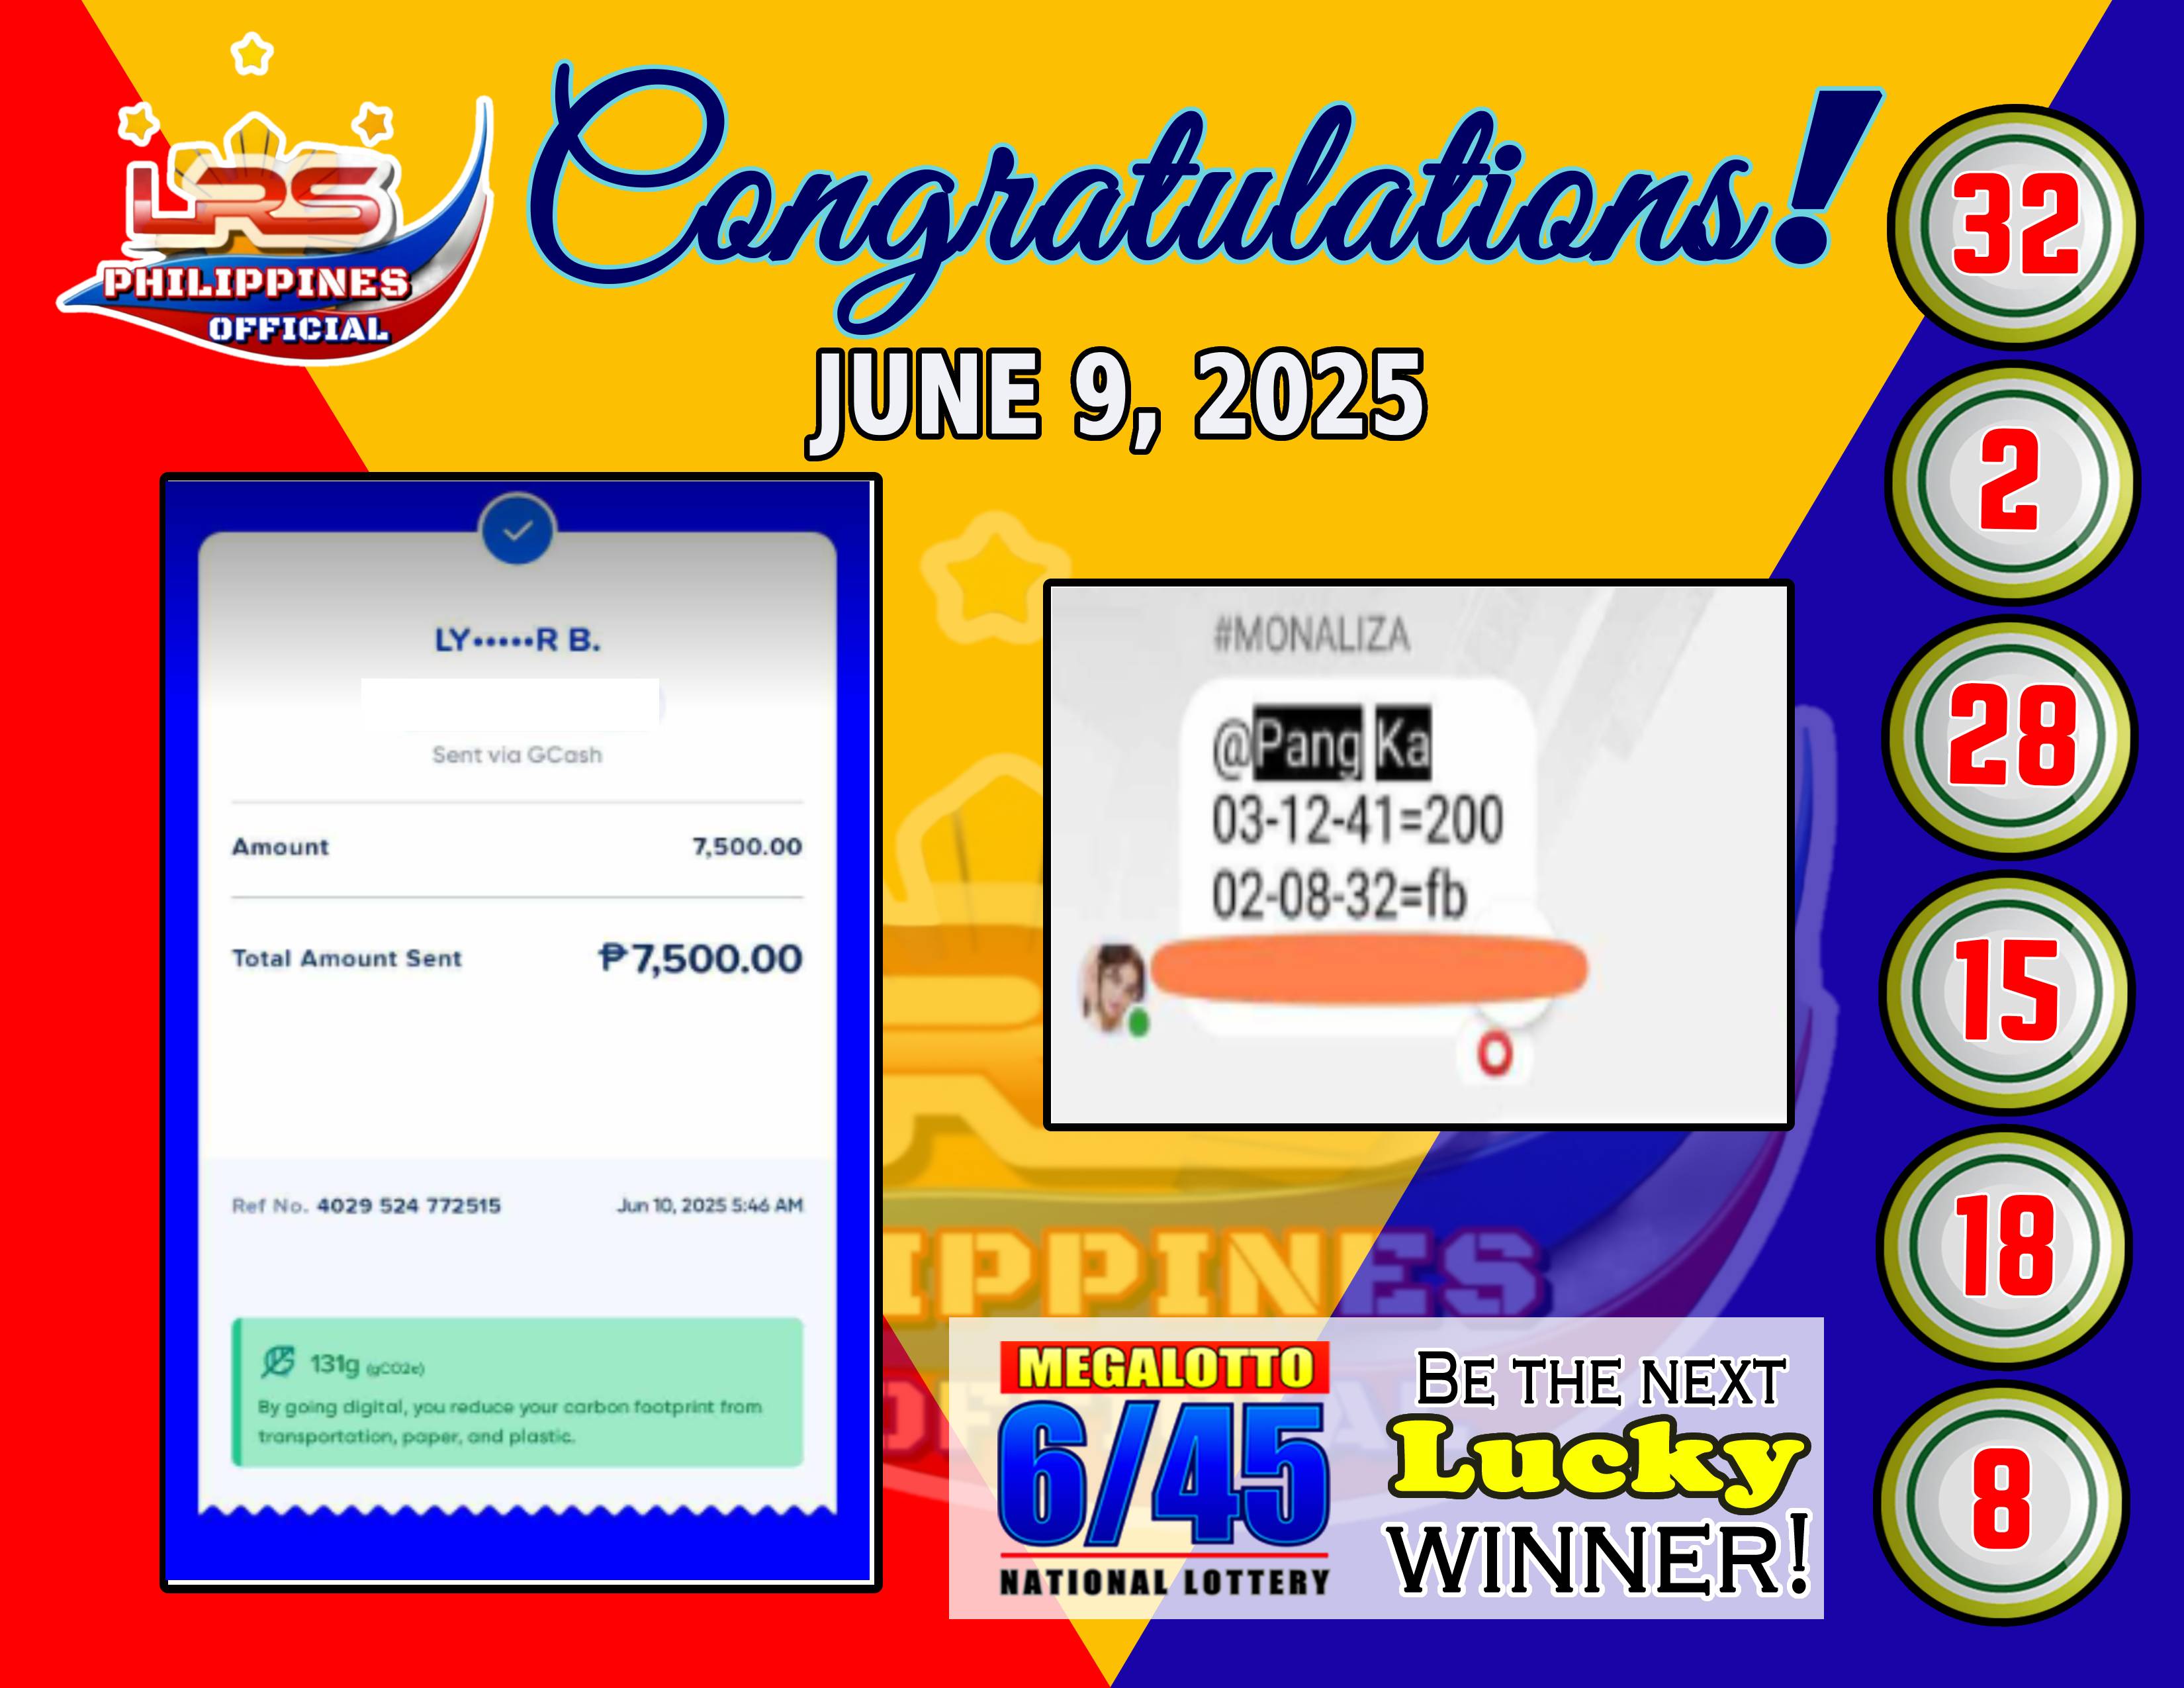 LRS
PHILIPPINES
OFFICIAL
Congratulations!
JUNE 9, 2025
LY•••••R B.
Sent via GCash
Amount 7,500.00
Total Amount Sent ₱7,500.00
Ref No. 4029 524 772515 Jun 10, 2025 5:46 AM
131g (gCO2e)
By going digital, you reduce your carbon footprint from
transportation, paper, and plastic.
#MONALIZA
@Pang Ka
03-12-41=200
02-08-32=fb
IPPINES
MEGALOTTO
6/45
NATIONAL LOTTERY
BE THE NEXT
Lucky
WINNER!
32
2
28
15
18
8